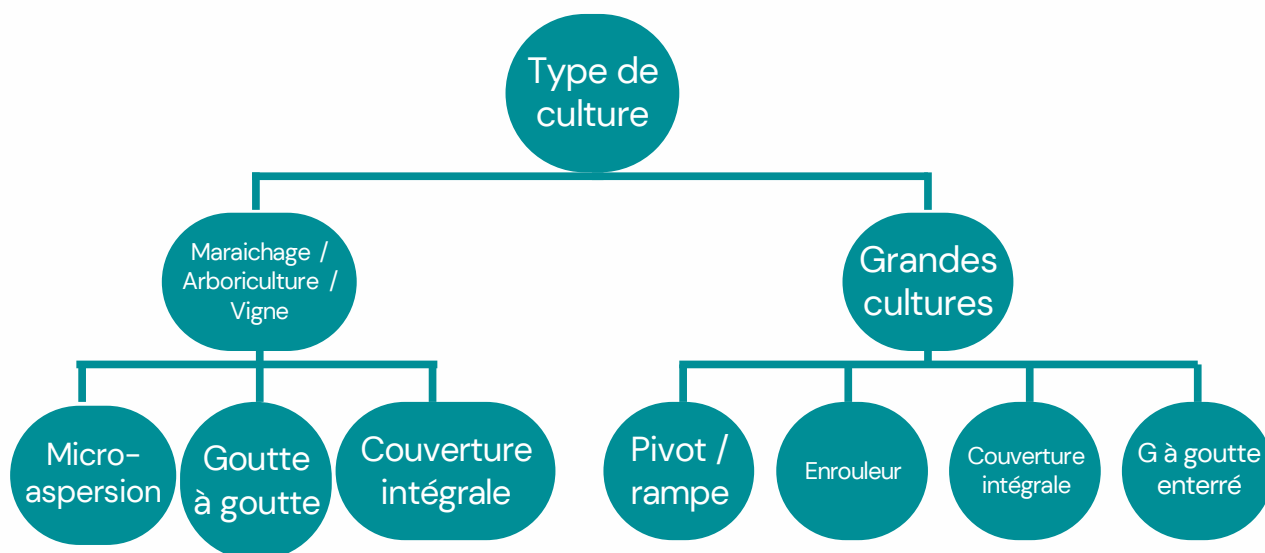 Type de
culture
Maraichage /
Arboriculture /
Vigne
Grandes
cultures
Micro-
aspersion
Goutte
à goutte
Couverture
intégrale
Pivot /
rampe
Enrouleur
Couverture
intégrale
G à goutte
enterré